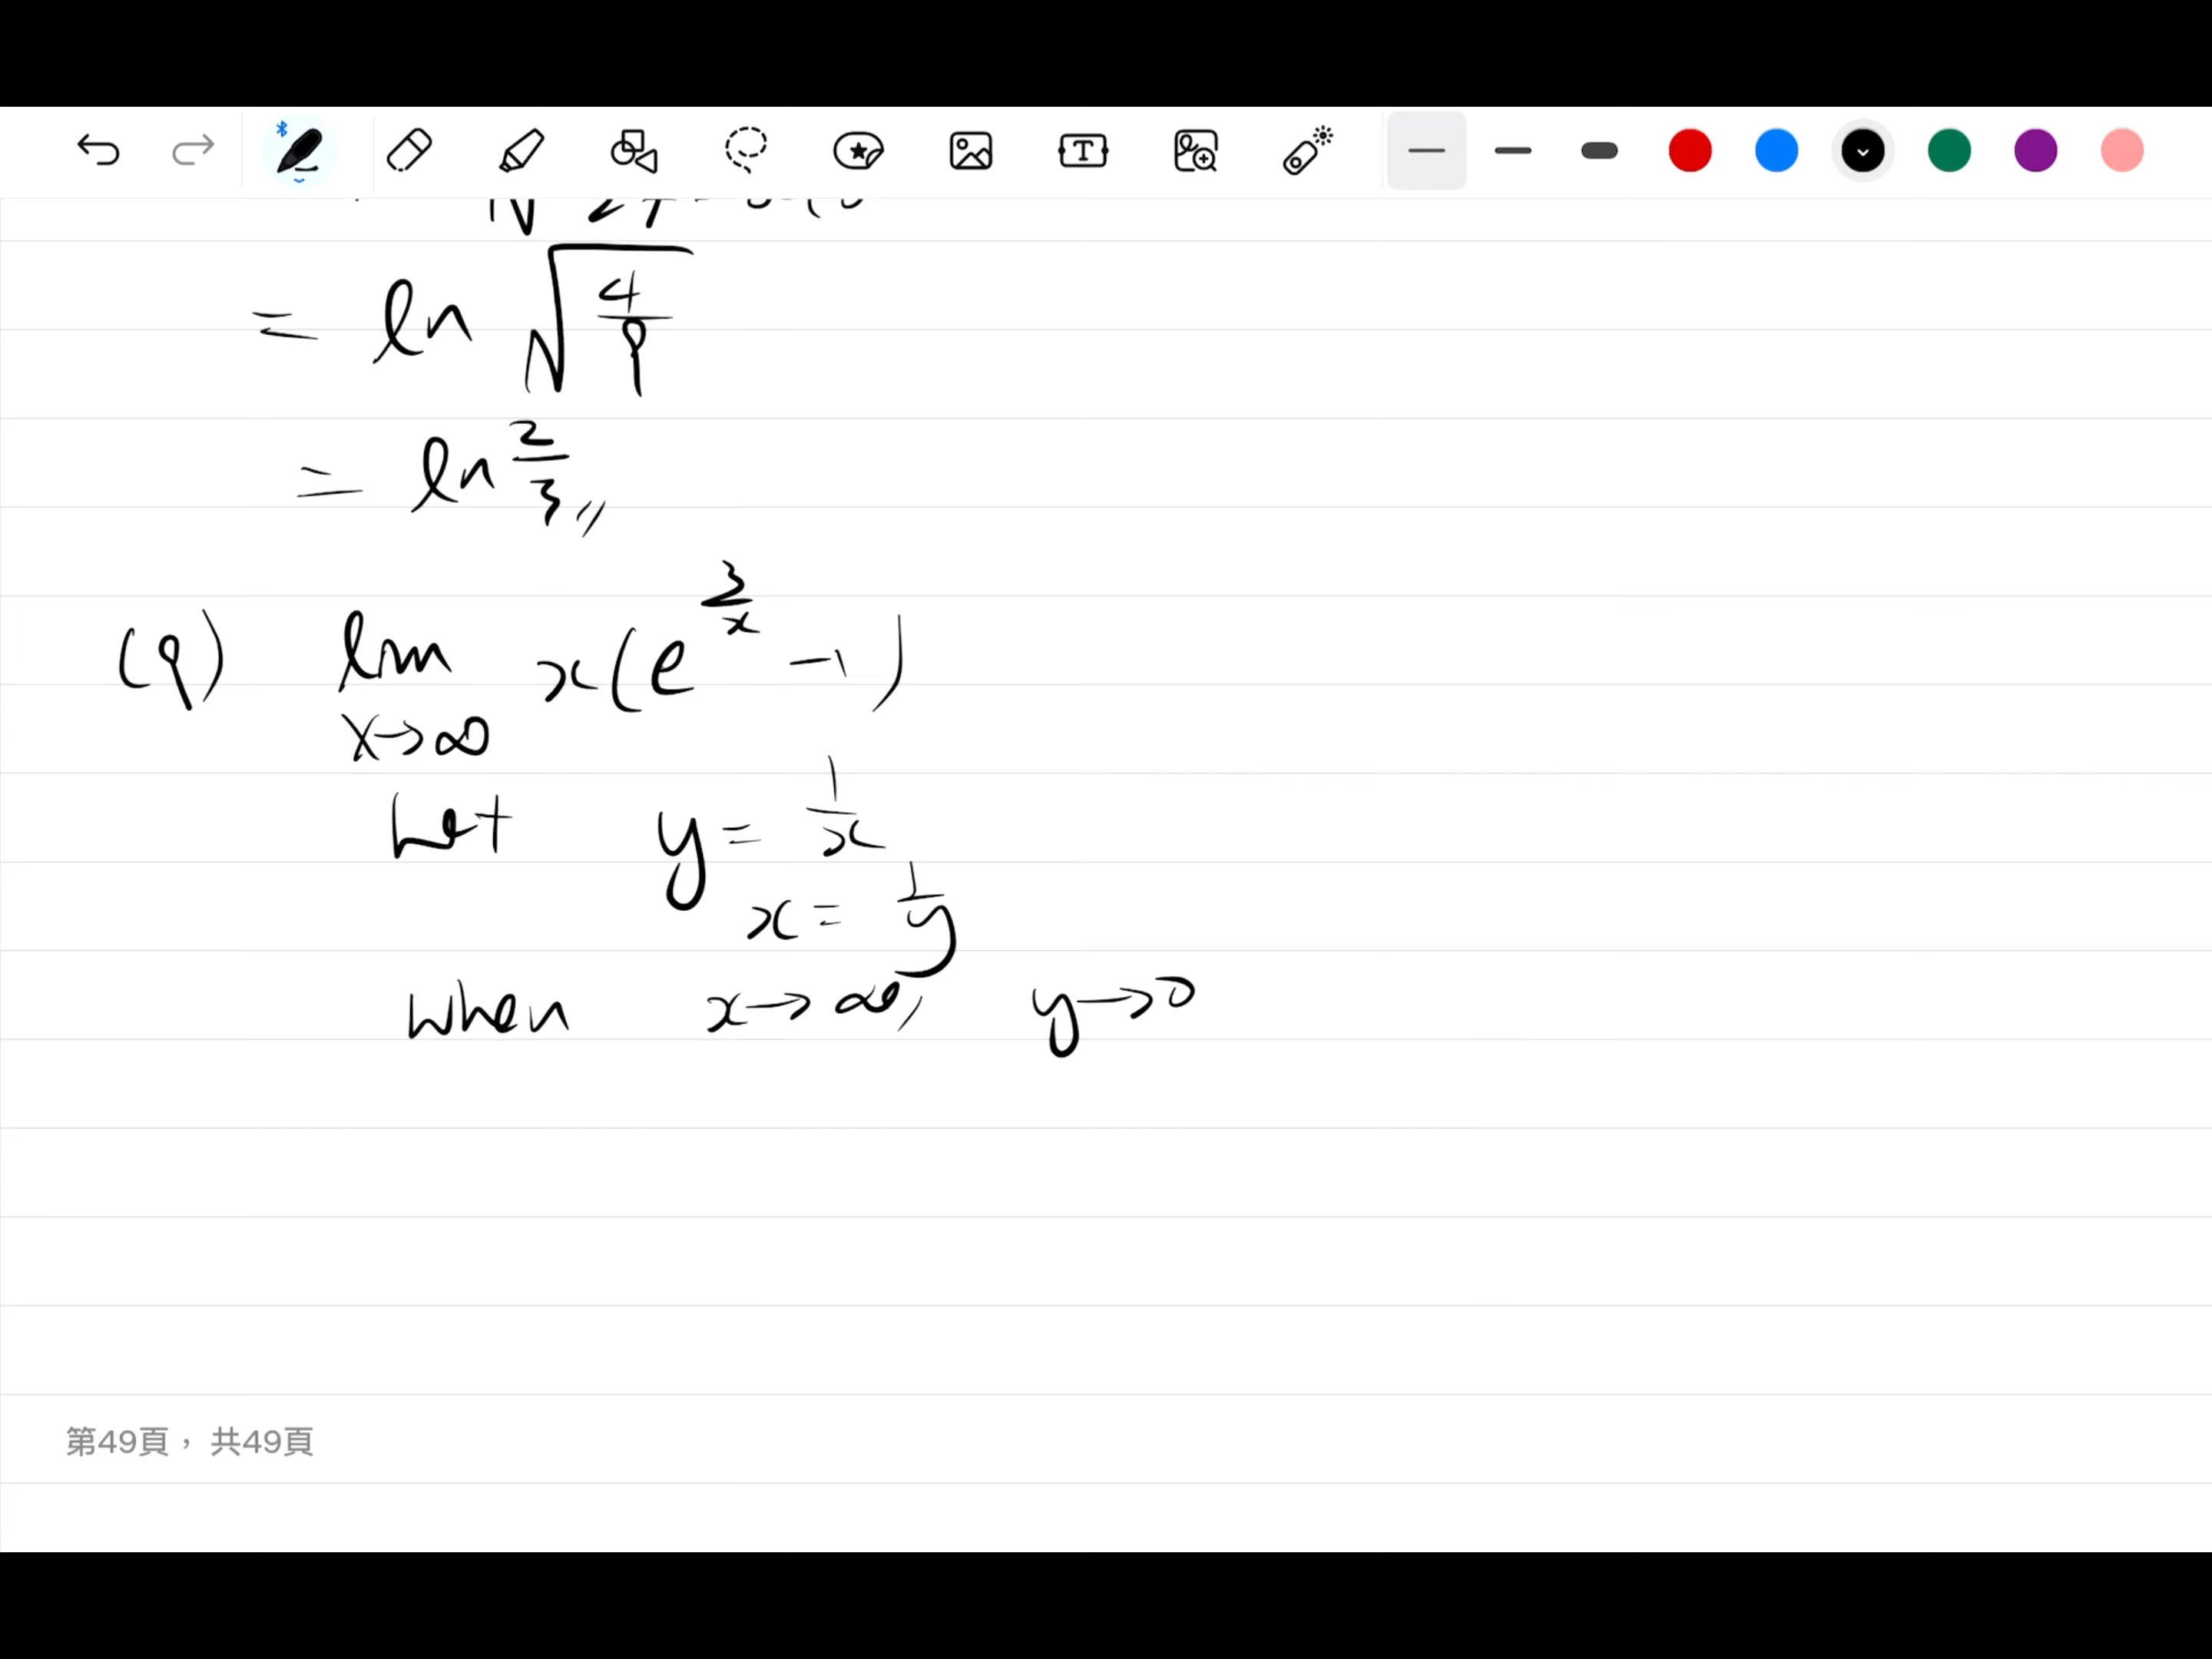 = ln √(4/9)
= ln 2/3 //
(9) lim x→∞ x(e^(2/x) −1)
Let y = 1/x
x = 1/y
when x→∞, y→0
第49頁，共49頁